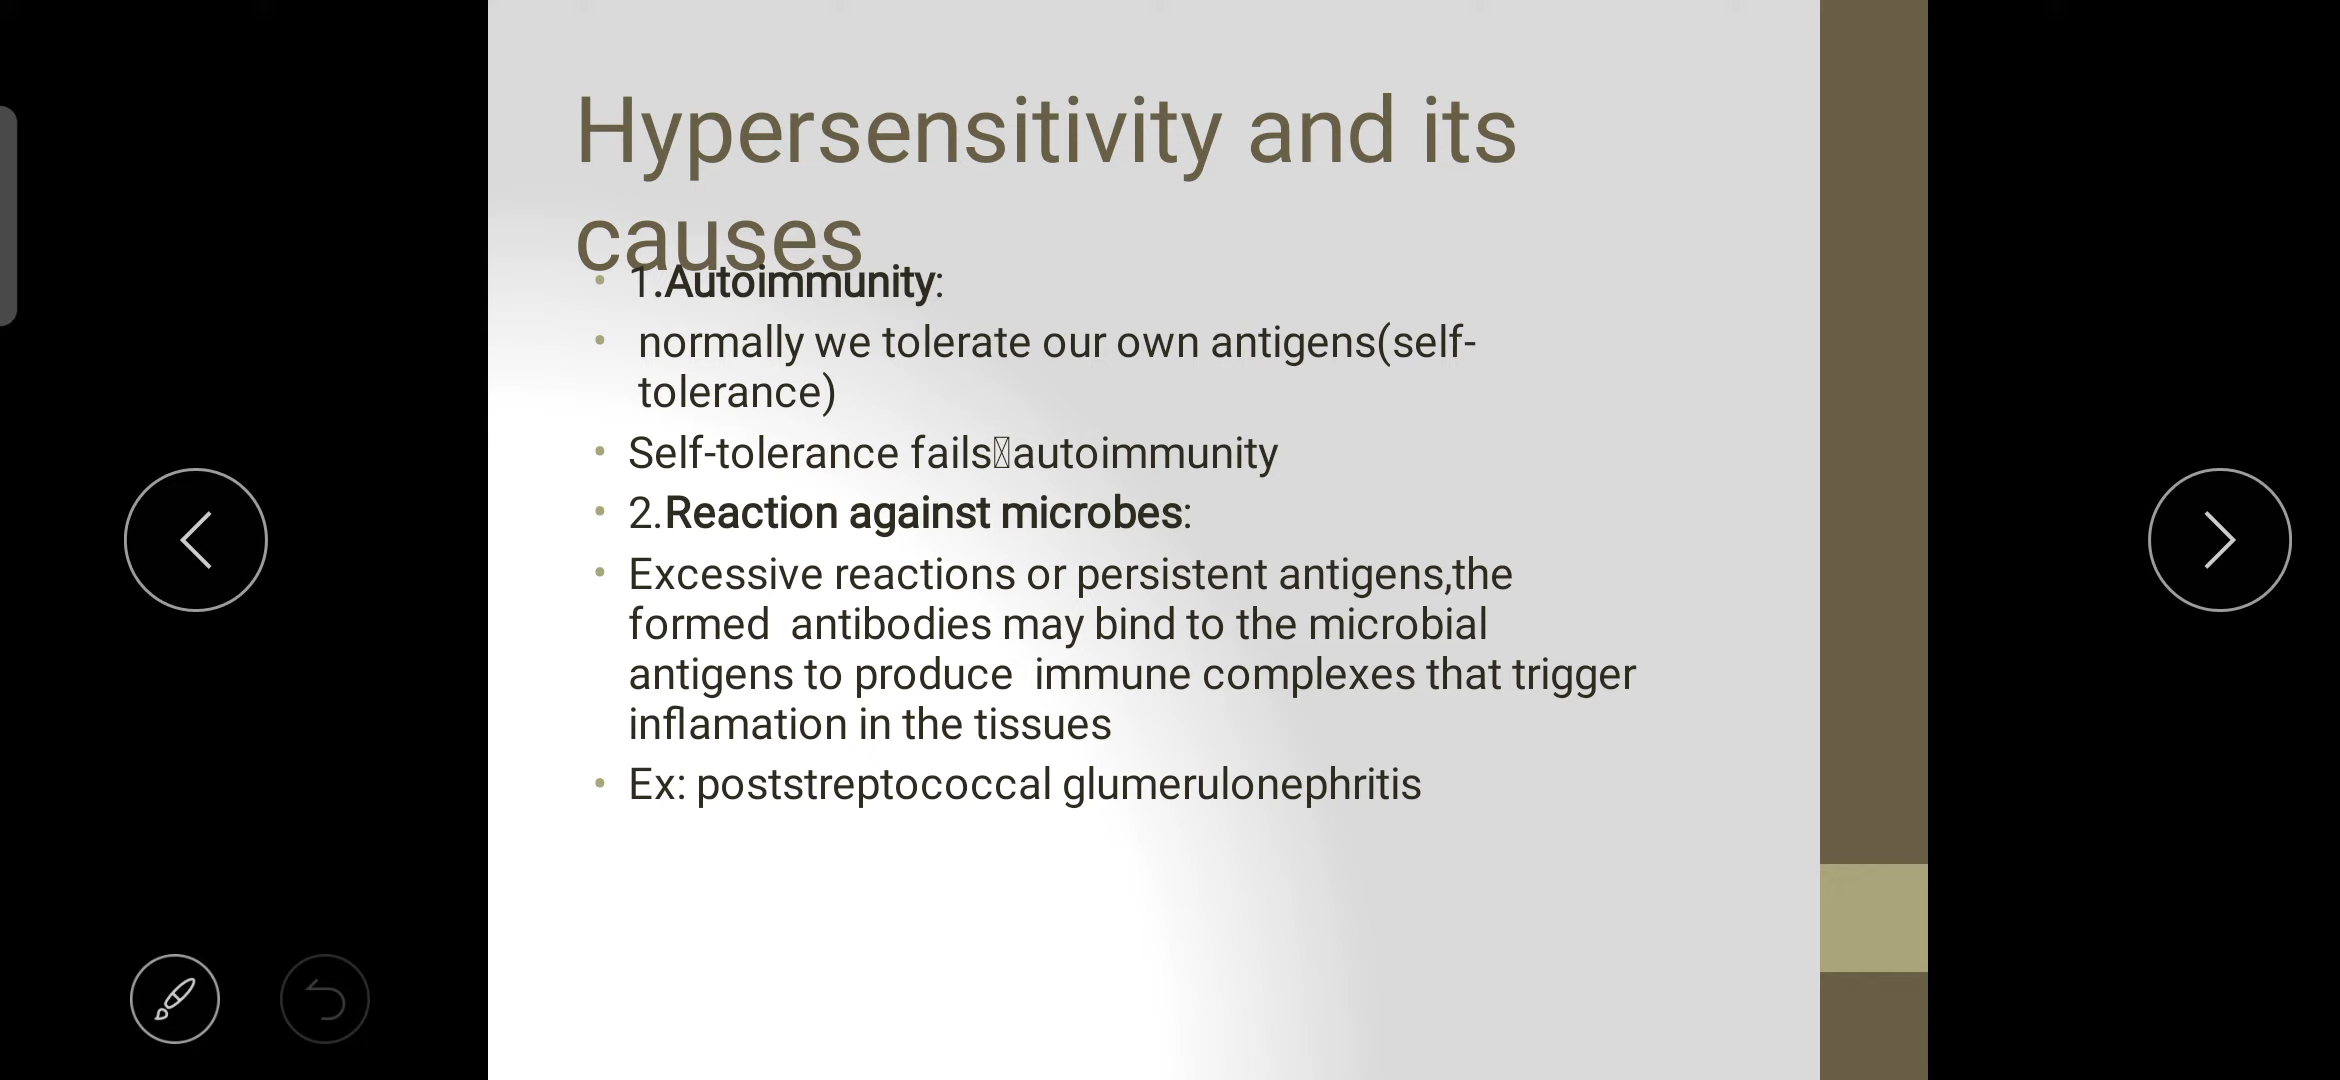 Hypersensitivity and its
causes
• 1.Autoimmunity:
• normally we tolerate our own antigens(self-
tolerance)
• Self-tolerance fails▯autoimmunity
• 2.Reaction against microbes:
• Excessive reactions or persistent antigens,the
formed  antibodies may bind to the microbial
antigens to produce  immune complexes that trigger
inflamation in the tissues
• Ex: poststreptococcal glumerulonephritis